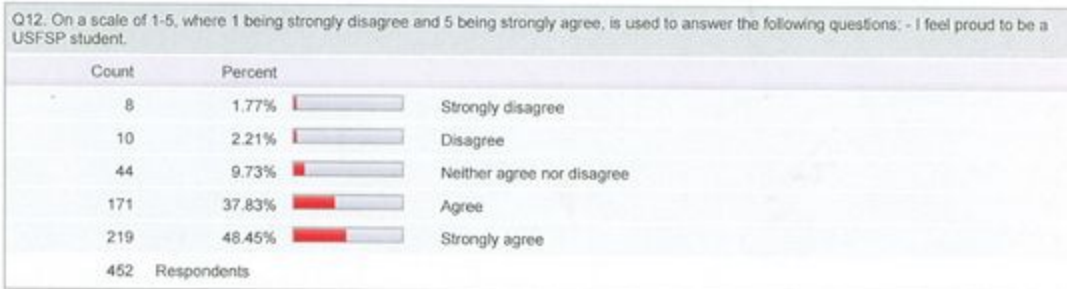 Q12. On a scale of 1-5, where 1 being strongly disagree and 5 being strongly agree, is used to answer the following questions: - I feel proud to be a
USFSP student.
Count Percent
8 1.77% Strongly disagree
10 2.21% Disagree
44 9.73% Neither agree nor disagree
171 37.83% Agree
219 48.45% Strongly agree
452 Respondents